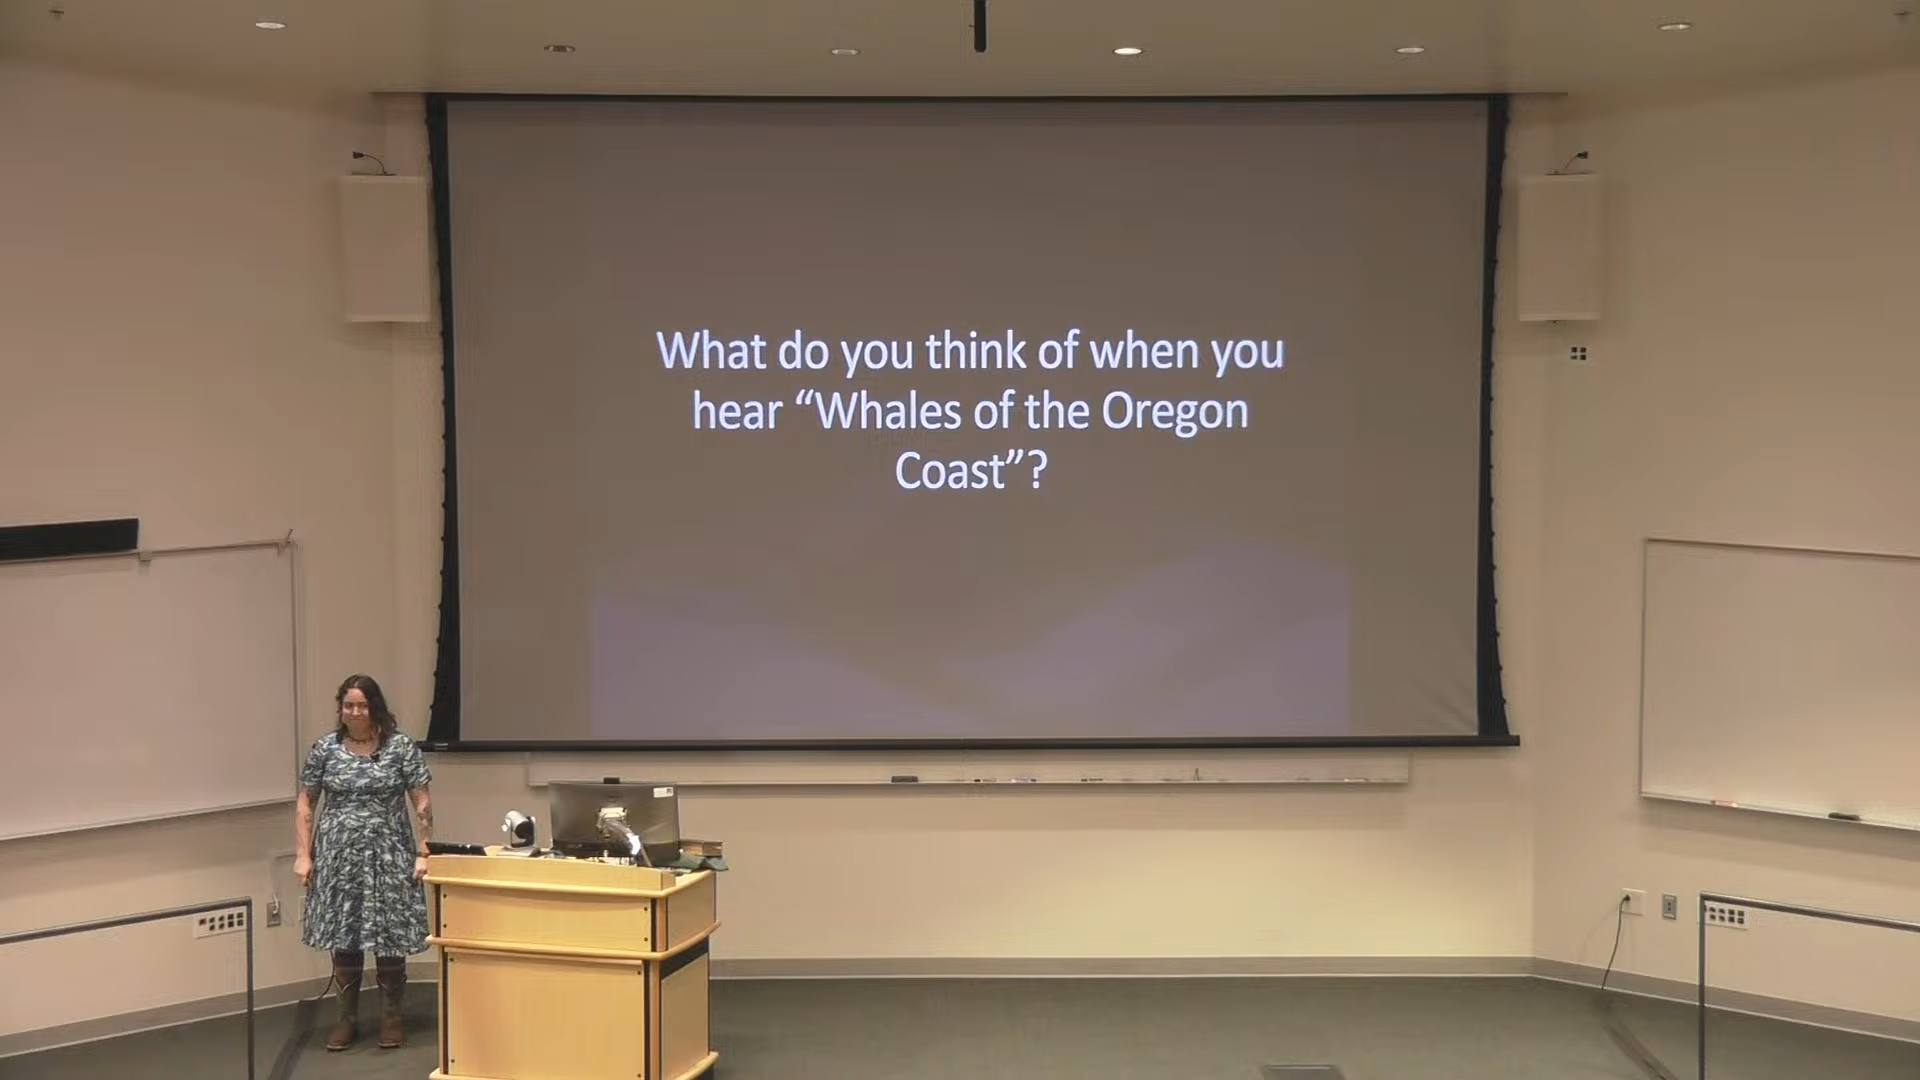 What do you think of when you
hear “Whales of the Oregon
Coast”?